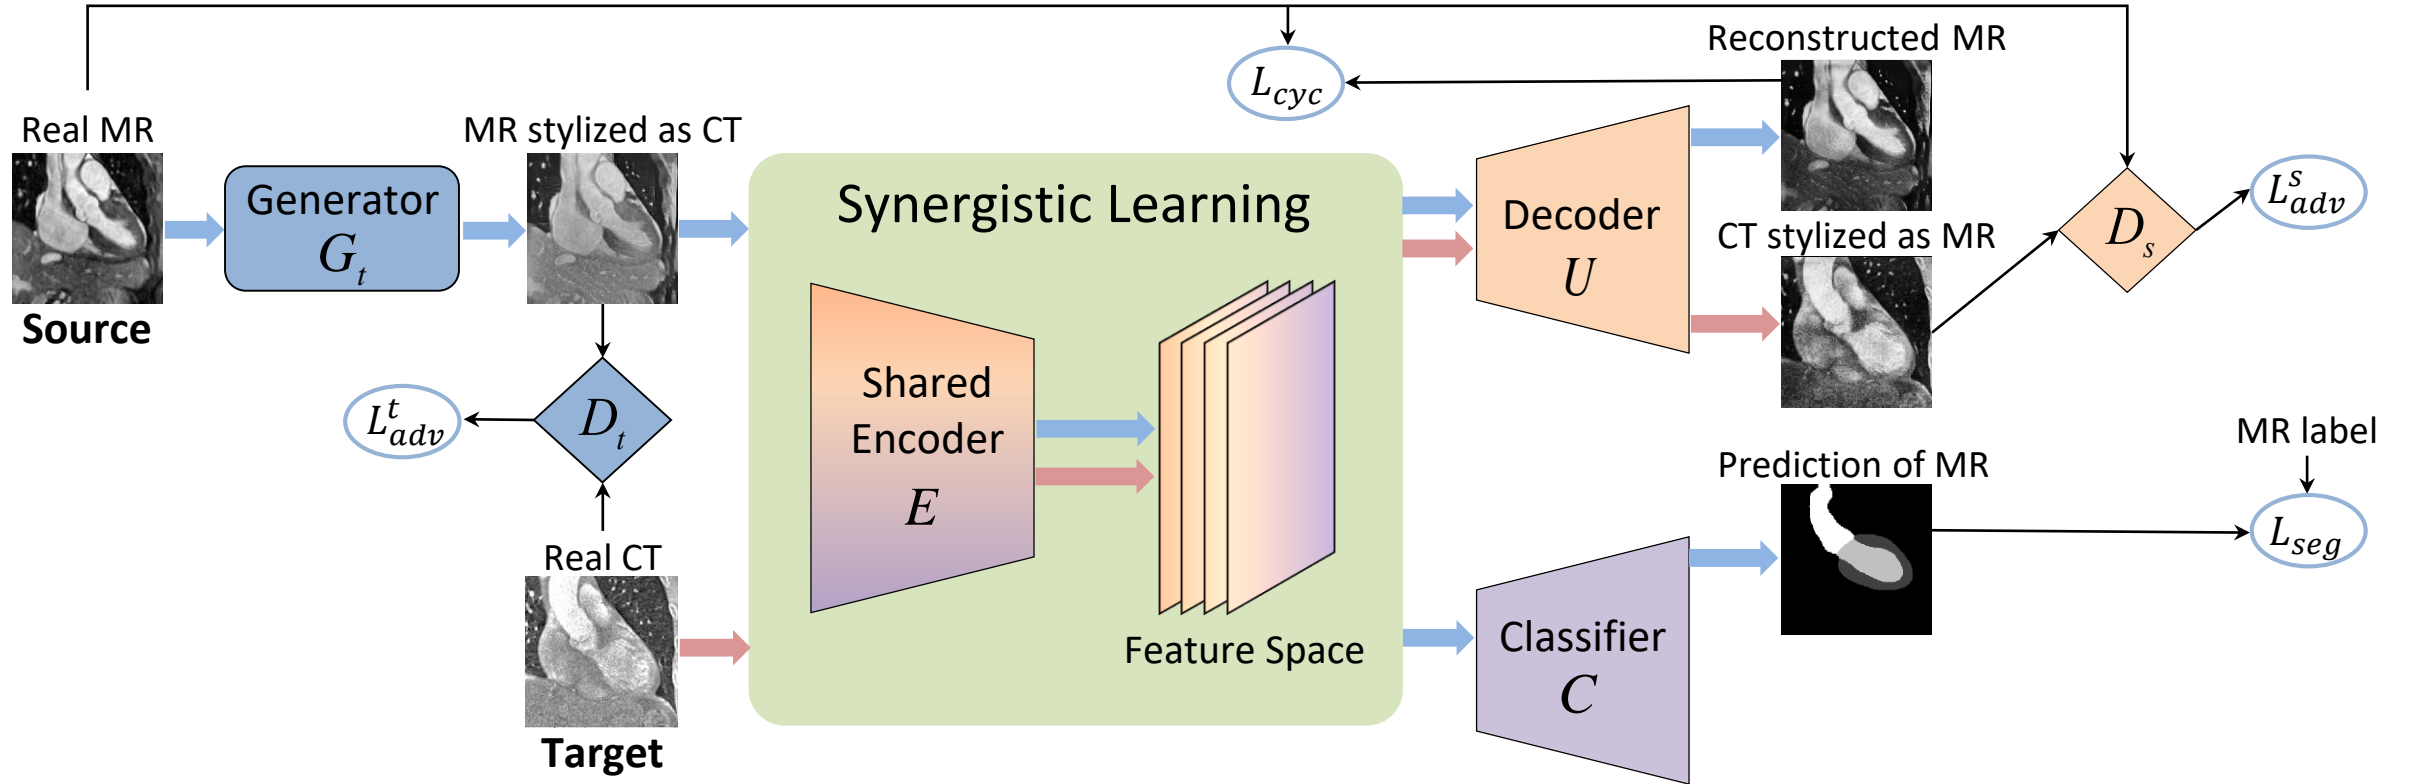 Real MR
Source
Generator
G_t
MR stylized as CT
D_t
L^t_adv
Real CT
Target
Synergistic Learning
Shared
Encoder
E
Feature Space
L_cyc
Decoder
U
Reconstructed MR
CT stylized as MR
D_s
L^s_adv
Classifier
C
Prediction of MR
MR label
L_seg